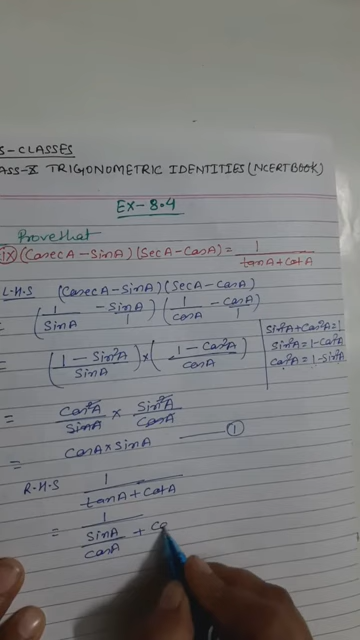 S-CLASSES
ASS-X TRIGONOMETRIC IDENTITIES (NCERT BOOK)
EX-8.4
Prove that
ix) (CosecA-SinA)(SecA-CosA) = 1/(tanA+CotA)
L.H.S (CosecA-SinA)(SecA-CosA)
= (1/SinA - SinA/1)(1/CosA - CosA/1)
= ((1-Sin²A)/SinA) × ((1-Cos²A)/CosA)
Sin²A+Cos²A=1
Sin²A=1-Cos²A
Cos²A=1-Sin²A
= Cos²A/SinA × Sin²A/CosA
= CosA×SinA — ①
R.H.S 1/(tanA+CotA)
= 1/(SinA/CosA + Co